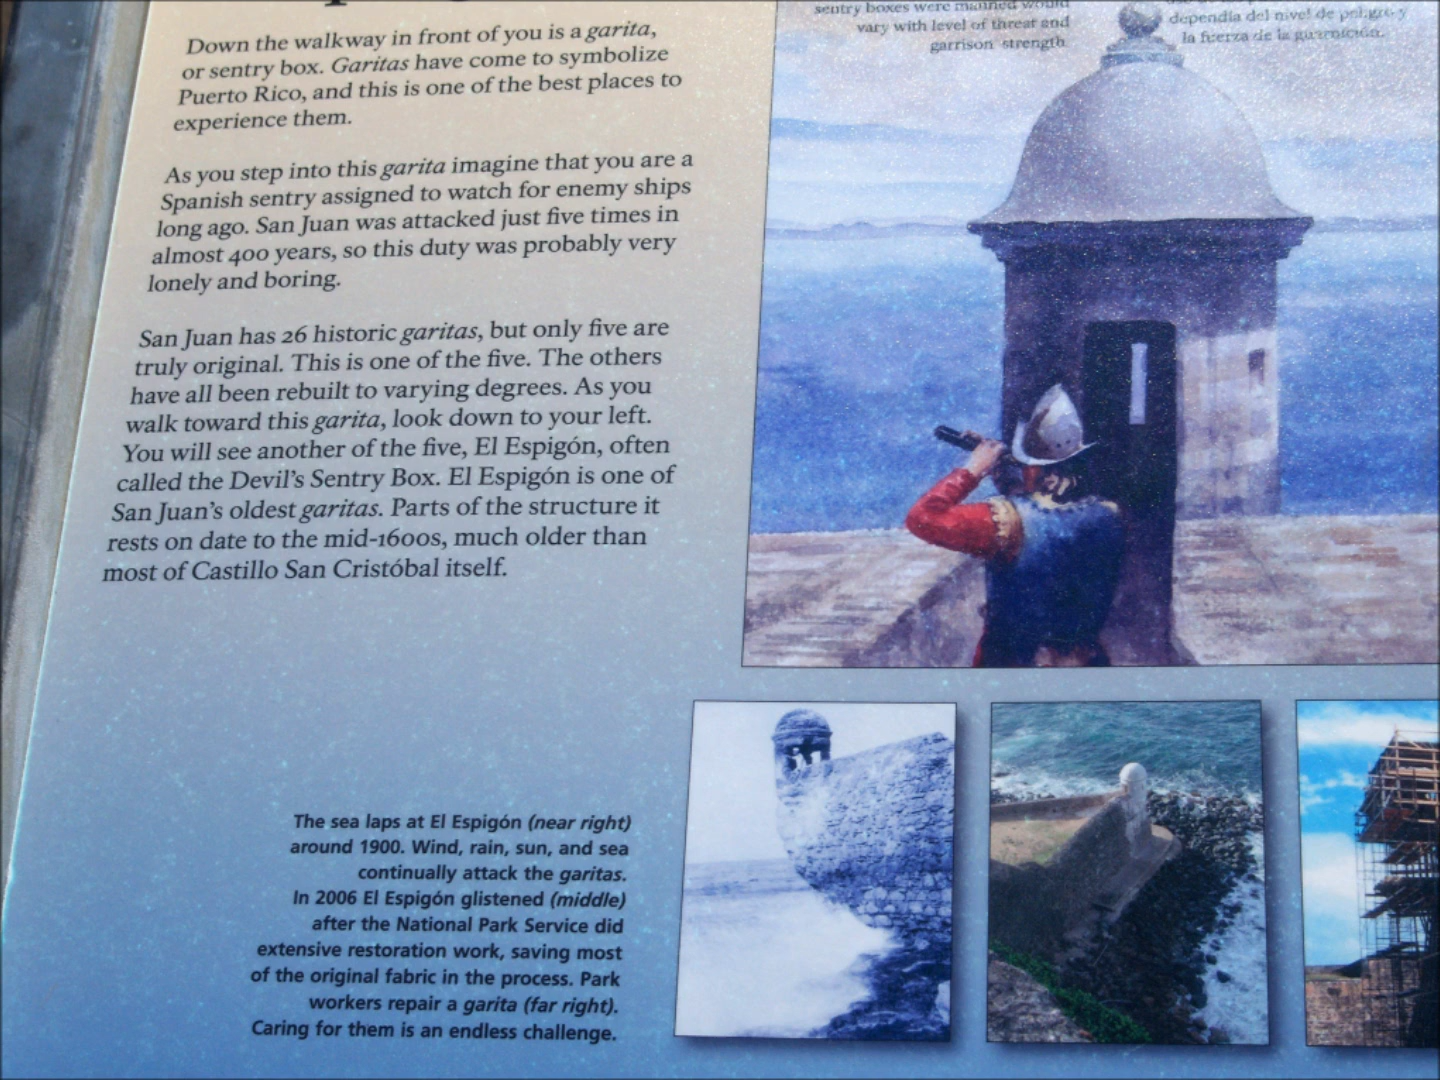 Down the walkway in front of you is a garita,
or sentry box. Garitas have come to symbolize
Puerto Rico, and this is one of the best places to
experience them.
As you step into this garita imagine that you are a
Spanish sentry assigned to watch for enemy ships
long ago. San Juan was attacked just five times in
almost 400 years, so this duty was probably very
lonely and boring.
San Juan has 26 historic garitas, but only five are
truly original. This is one of the five. The others
have all been rebuilt to varying degrees. As you
walk toward this garita, look down to your left.
You will see another of the five, El Espigón, often
called the Devil's Sentry Box. El Espigón is one of
San Juan's oldest garitas. Parts of the structure it
rests on date to the mid-1600s, much older than
most of Castillo San Cristóbal itself.
sentry boxes were manned would
vary with level of threat and
garrison strength.
dependía del nivel de peligro y
la fuerza de la guarnición.
The sea laps at El Espigón (near right)
around 1900. Wind, rain, sun, and sea
continually attack the garitas.
In 2006 El Espigón glistened (middle)
after the National Park Service did
extensive restoration work, saving most
of the original fabric in the process. Park
workers repair a garita (far right).
Caring for them is an endless challenge.